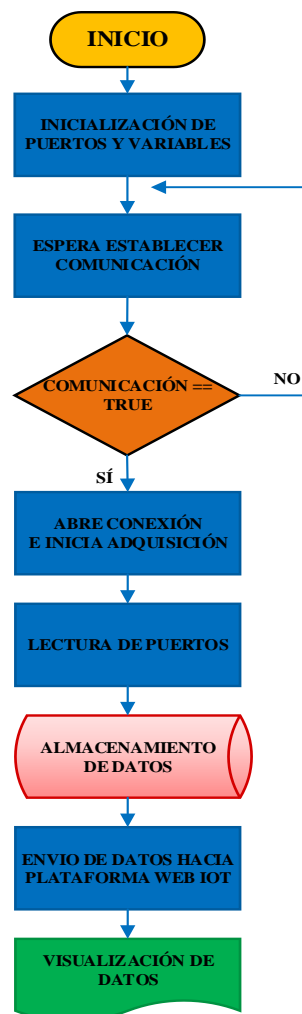 INICIO
INICIALIZACIÓN DE
PUERTOS Y VARIABLES
ESPERA ESTABLECER
COMUNICACIÓN
COMUNICACIÓN ==
TRUE
NO
SÍ
ABRE CONEXIÓN
E INICIA ADQUISICIÓN
LECTURA DE PUERTOS
ALMACENAMIENTO
DE DATOS
ENVIO DE DATOS HACIA
PLATAFORMA WEB IOT
VISUALIZACIÓN DE
DATOS